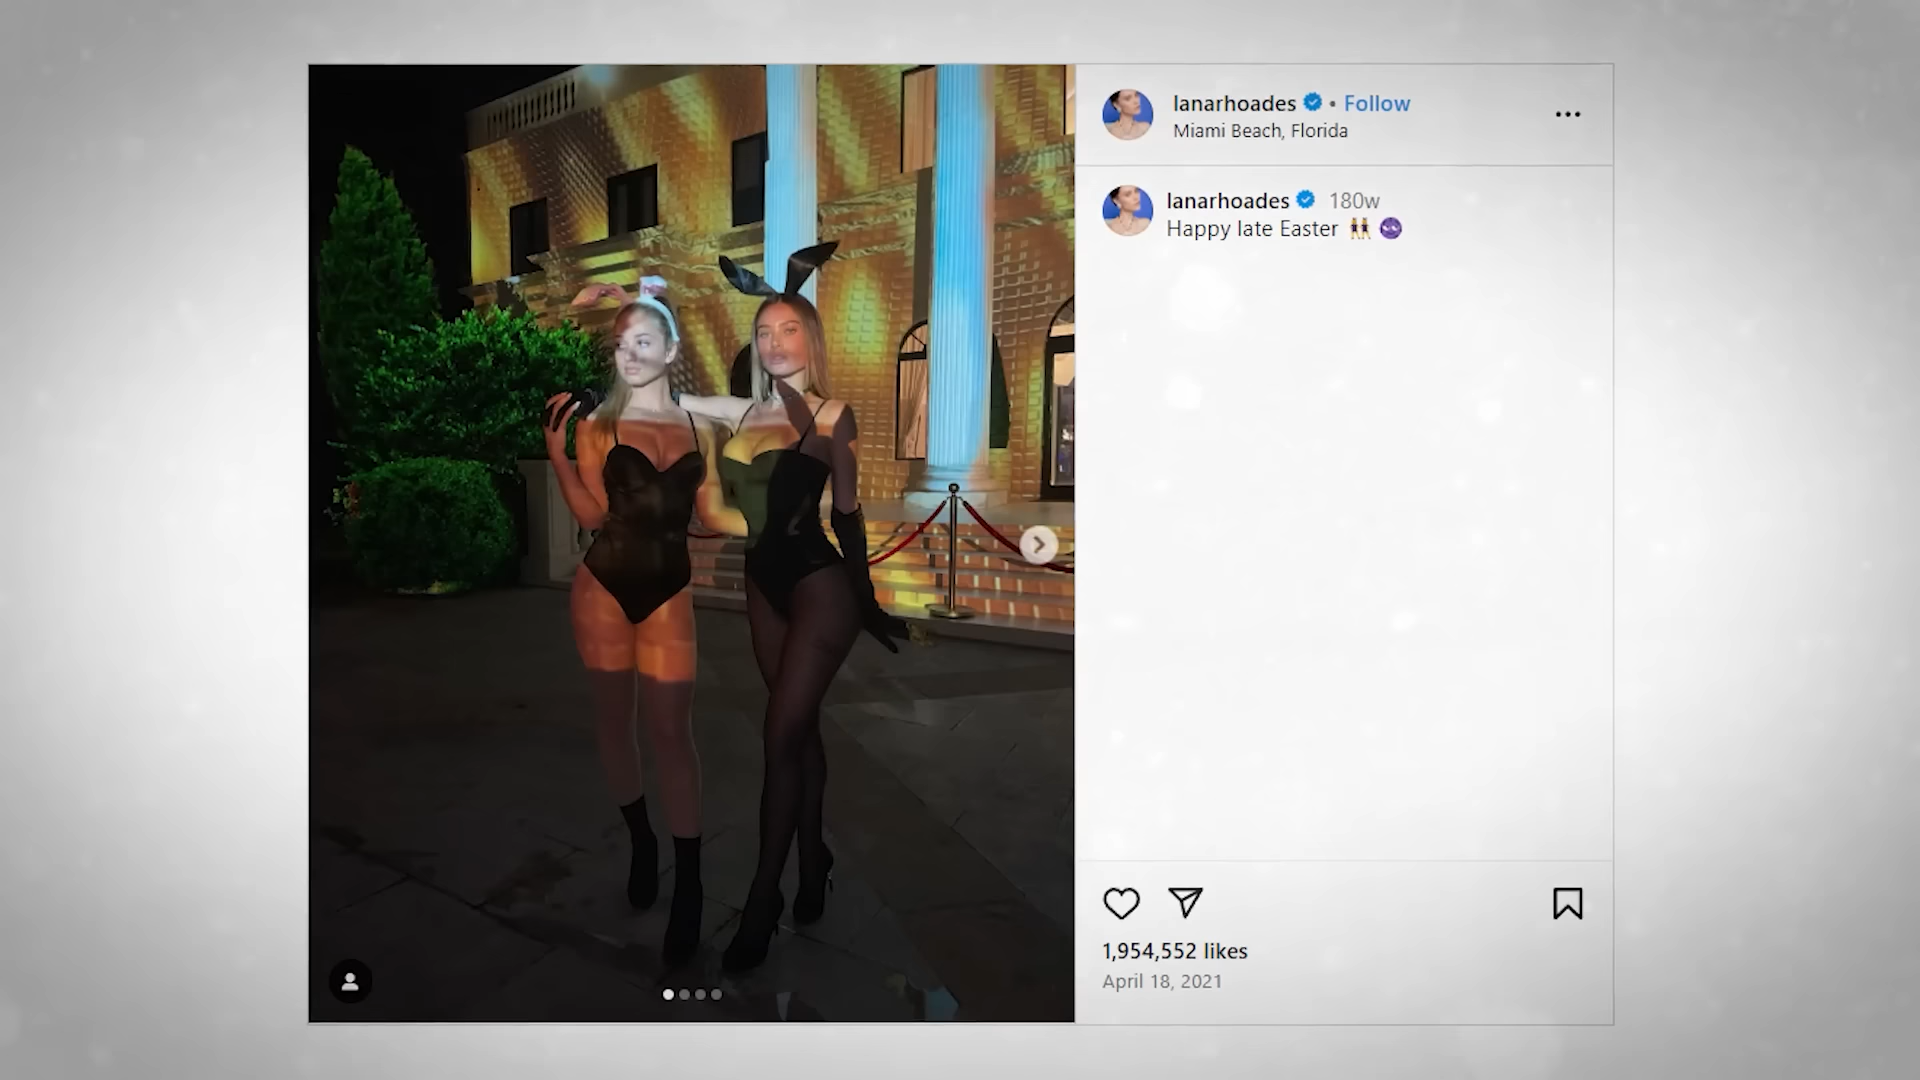 lanarhoades • Follow
Miami Beach, Florida
lanarhoades 180w
Happy late Easter 👯‍♀️
1,954,552 likes
April 18, 2021